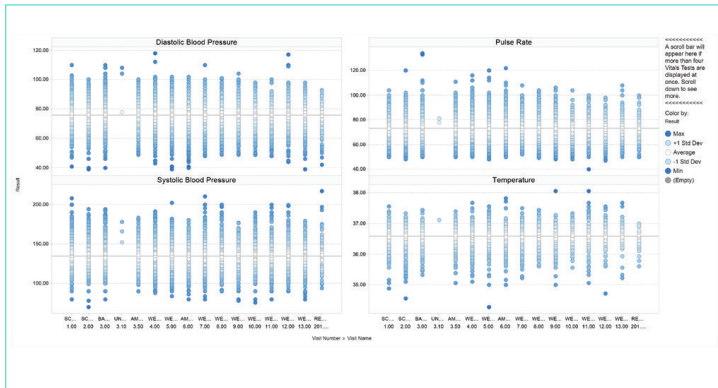 Diastolic Blood Pressure
Pulse Rate
120.00
100.00
80.00
60.00
40.00
120.00
100.00
80.00
60.00
40.00
<<<<<<<<<<<
A scroll bar will
appear here if
more than four
Vitals Tests are
displayed at
once. Scroll
down to see
more.
<<<<<<<<<<<
Color by:
Result
Max
+1 Std Dev
Average
-1 Std Dev
Min
(Empty)
Result
Systolic Blood Pressure
Temperature
200.00
150.00
100.00
38.00
37.00
36.00
35.00
SC... SC... BA... UN... AM... WE... WE... WE... WE... WE... WE... WE... WE... WE... WE... RE...
1.00 2.00 3.00 3.10 3.50 4.00 5.00 6.00 7.00 8.00 9.00 10.00 11.00 12.00 13.00 201....
SC... SC... BA... UN... AM... WE... WE... WE... WE... WE... WE... WE... WE... WE... WE... RE...
1.00 2.00 3.00 3.10 3.50 4.00 5.00 6.00 7.00 8.00 9.00 10.00 11.00 12.00 13.00 201....